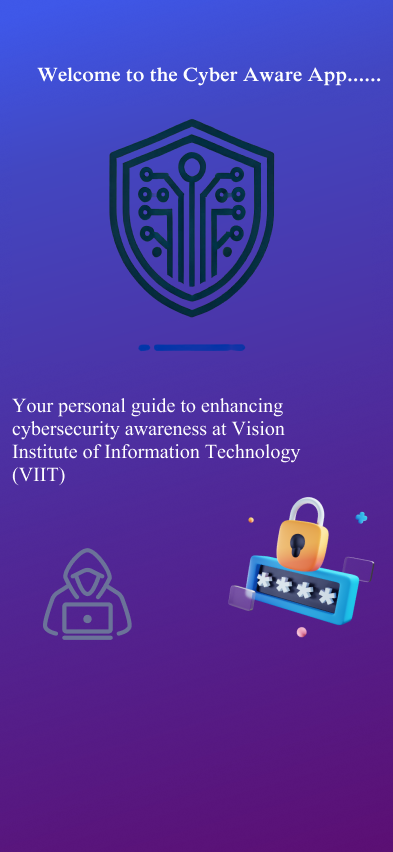 Welcome to the Cyber Aware App......
Your personal guide to enhancing
cybersecurity awareness at Vision
Institute of Information Technology
(VIIT)